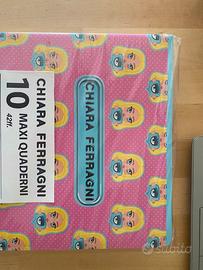 CHIARA FERRAGNI
10 MAXI QUADERNI
42ff.
CHIARA FERRAGNI
subito